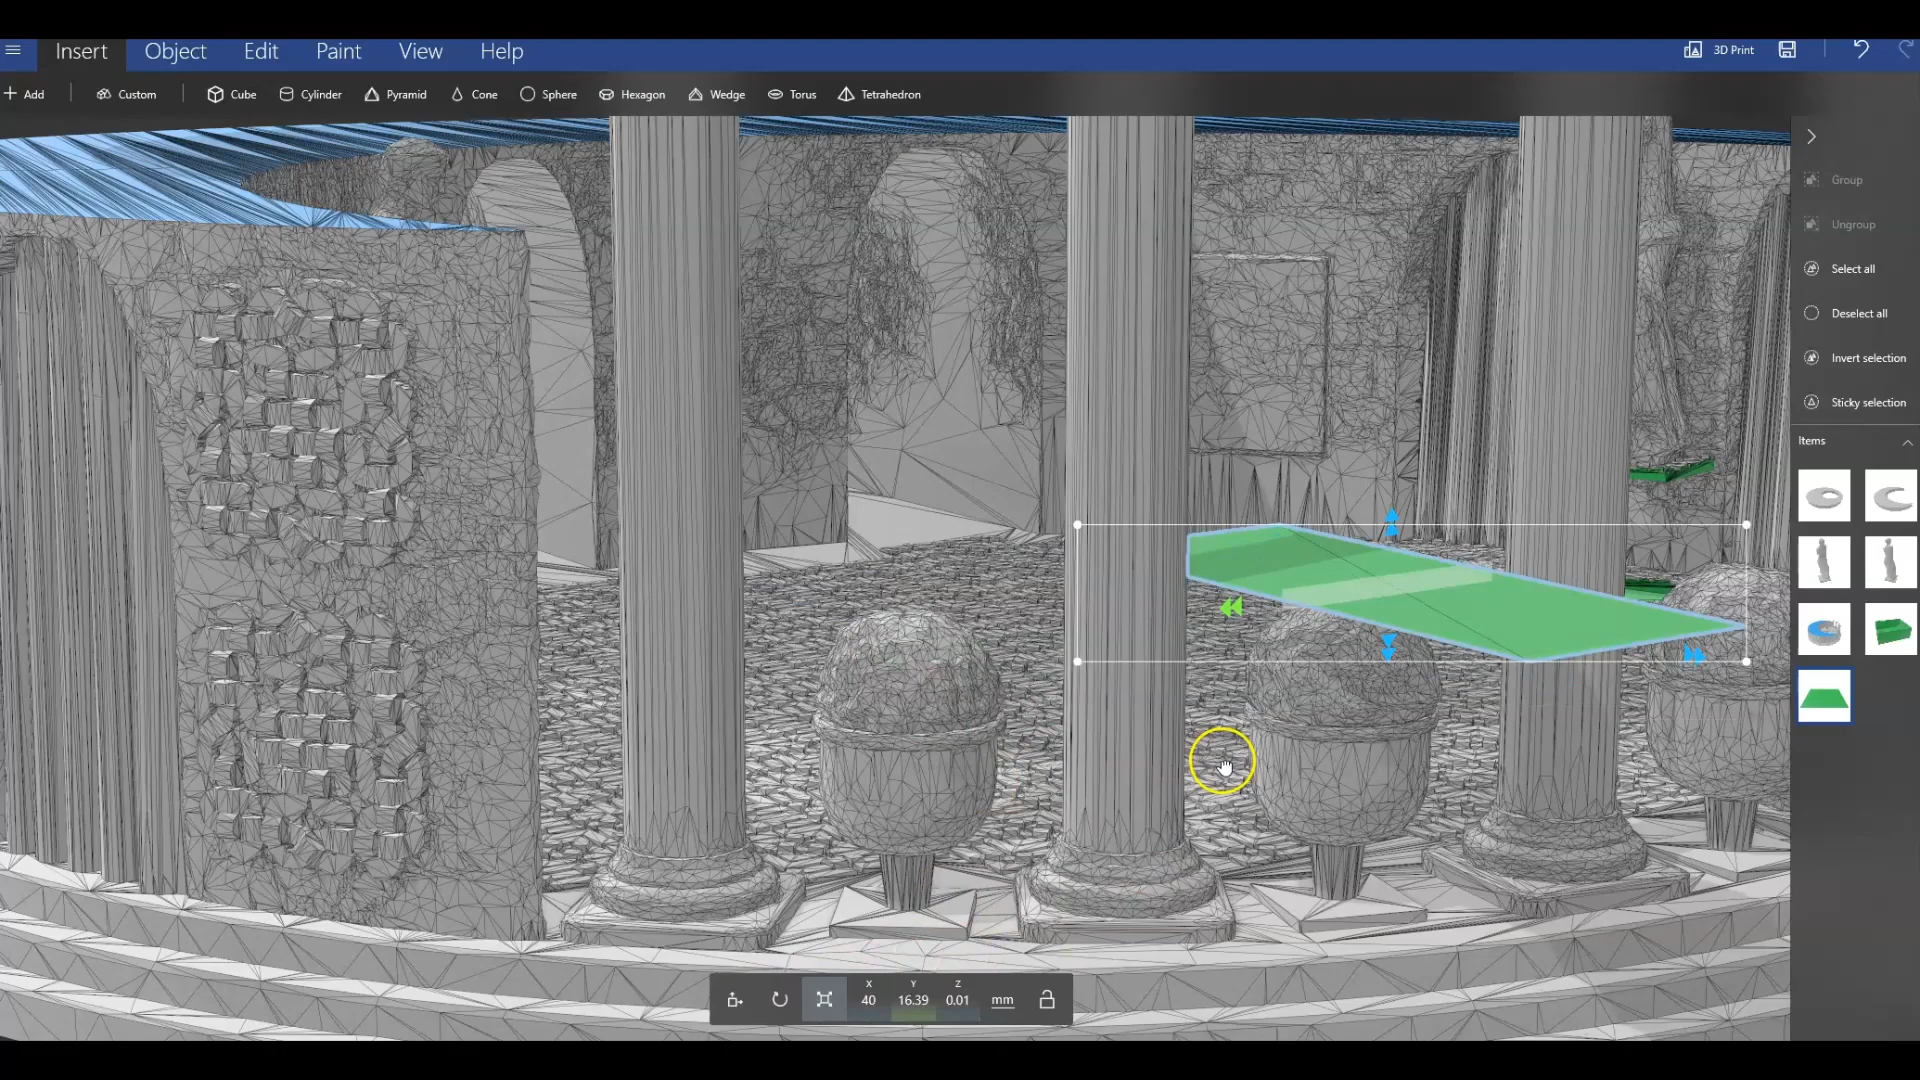 Insert Object Edit Paint View Help 3D Print
Add Custom Cube Cylinder Pyramid Cone Sphere Hexagon Wedge Torus Tetrahedron
Group
Ungroup
Select all
Deselect all
Invert selection
Sticky selection
Items
X Y Z
40 16.39 0.01 mm